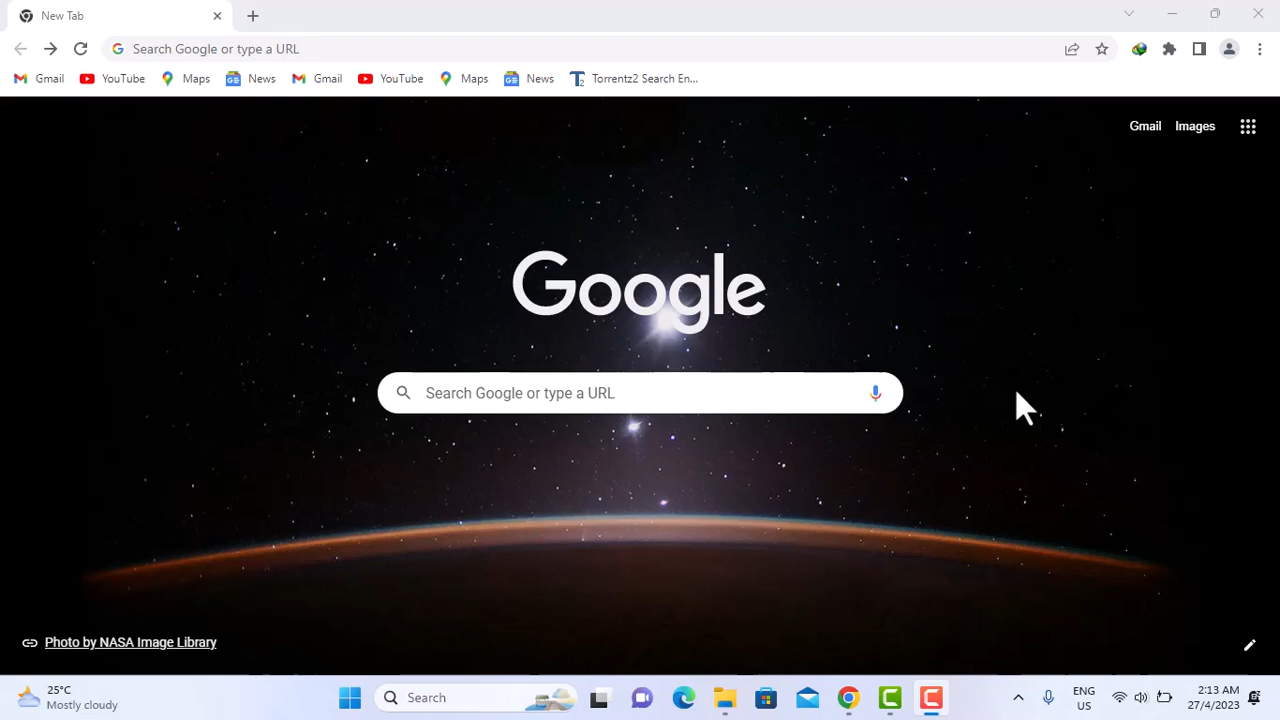 New Tab
Search Google or type a URL
Gmail YouTube Maps News Gmail YouTube Maps News Torrentz2 Search En...
Gmail Images
Google
Search Google or type a URL
Photo by NASA Image Library
25°C
Mostly cloudy
Search
ENG
US
2:13 AM
27/4/2023